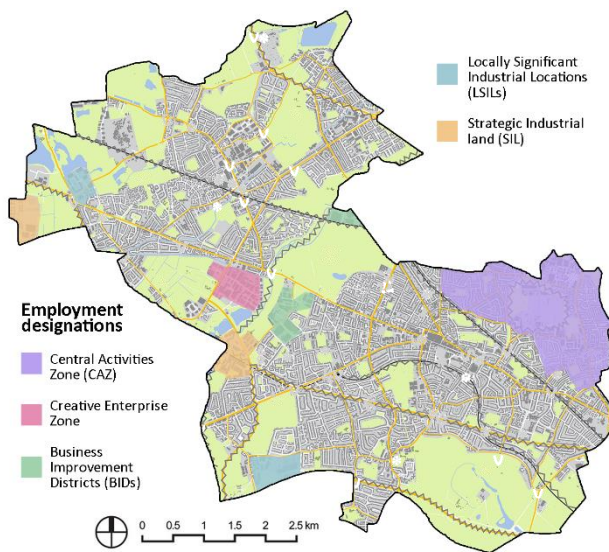 Locally Significant
Industrial Locations
(LSILs)
Strategic Industrial
land (SIL)
Employment
designations
Central Activities
Zone (CAZ)
Creative Enterprise
Zone
Business
Improvement
Districts (BIDs)
0 0.5 1 1.5 2 2.5 km